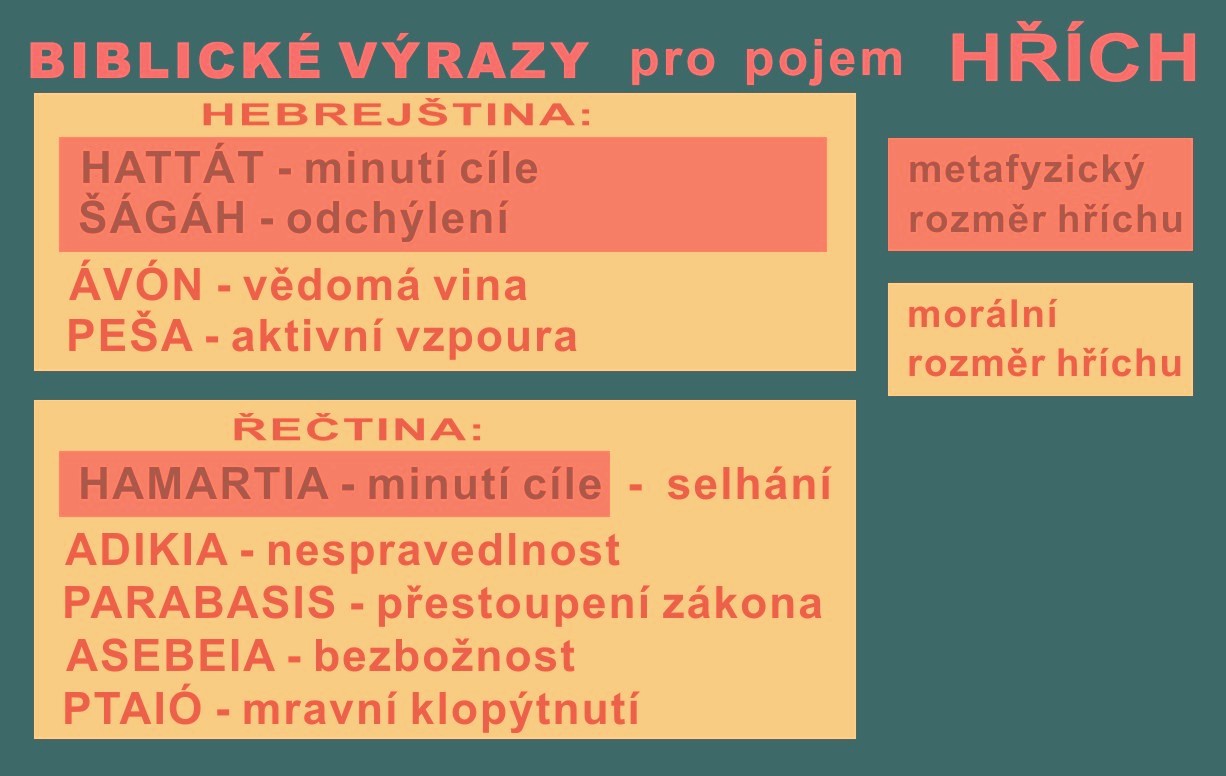 BIBLICKÉ VÝRAZY pro pojem HŘÍCH
HEBREJŠTINA:
HATTÁT - minutí cíle
ŠÁGÁH - odchýlení
ÁVÓN - vědomá vina
PEŠA - aktivní vzpoura
metafyzický
rozměr hříchu
morální
rozměr hříchu
ŘEČTINA:
HAMARTIA - minutí cíle - selhání
ADIKIA - nespravedlnost
PARABASIS - přestoupení zákona
ASEBEIA - bezbožnost
PTAIÓ - mravní klopýtnutí